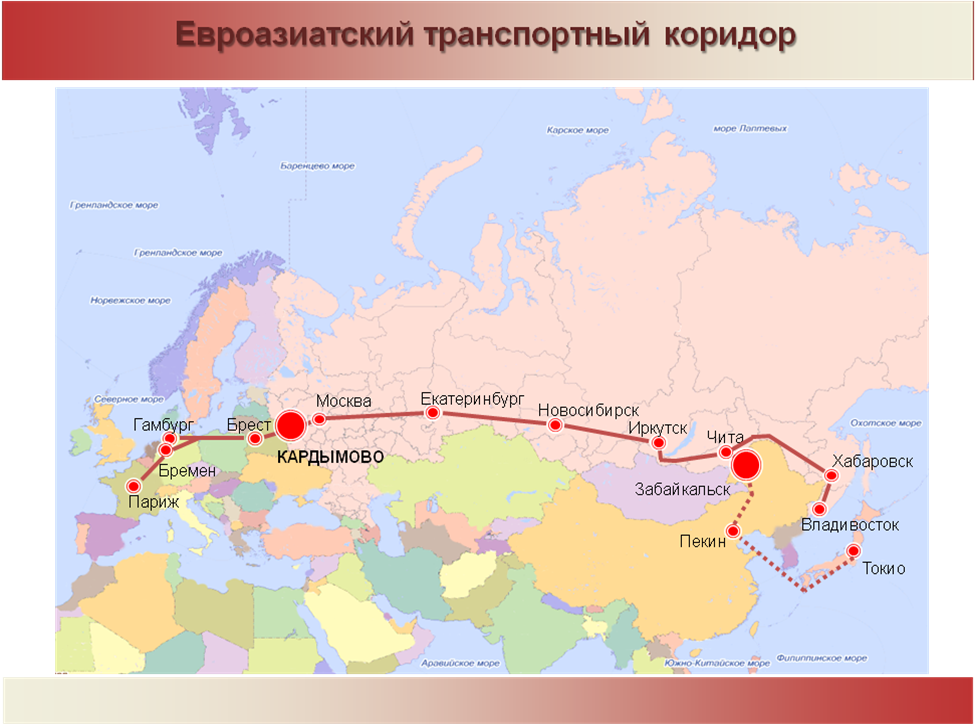 Евроазиатский транспортный коридор
Карское море
море Лаптевых
Баренцево море
Гренландское море
Гренландское море
Норвежское море
Северное море
Охотское море
Москва
Екатеринбург
Новосибирск
Гамбург
Брест
Иркутск
Чита
КАРДЫМОВО
Хабаровск
Бремен
Забайкальск
Париж
Владивосток
Пекин
Токио
Аравийское море
Южно-Китайское море
Филиппинское море